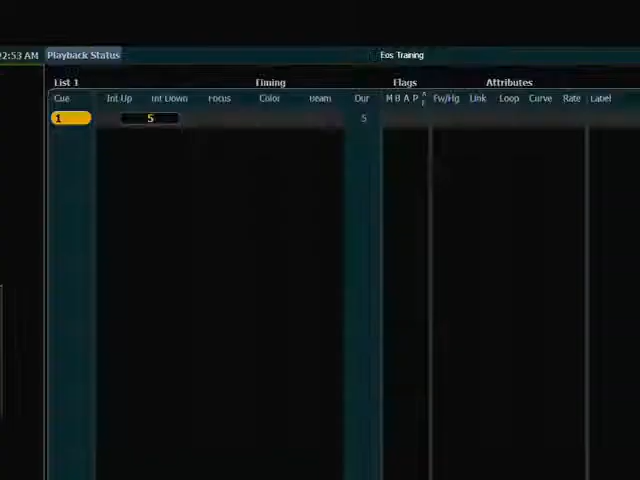 2:53 AM Playback Status Eos Training
List 1 Timing Flags Attributes
Cue Int Up Int Down Focus Color Beam Dur M B A P A F Fw/Hg Link Loop Curve Rate Label
1 5 5